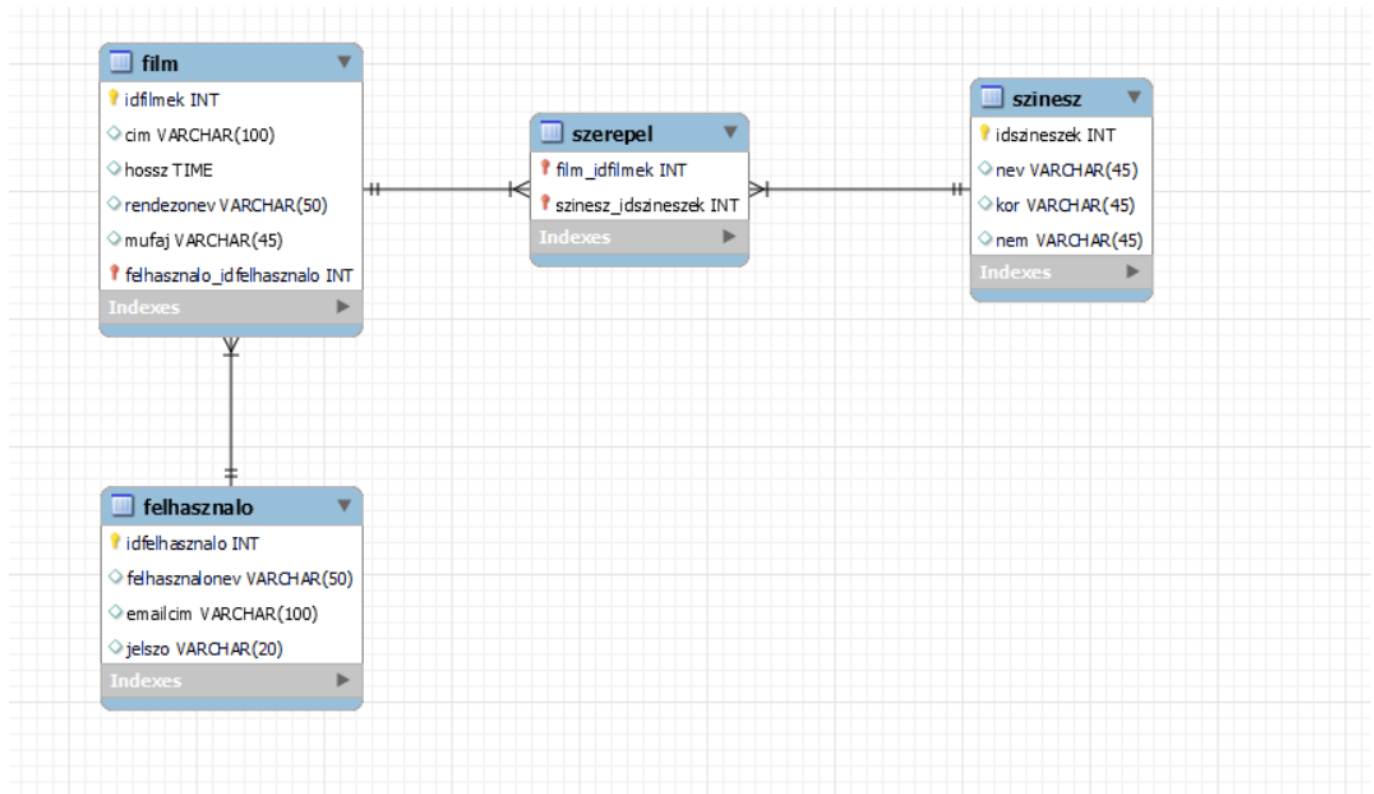 film
idfilmek INT
cim VARCHAR(100)
hossz TIME
rendezonev VARCHAR(50)
mufaj VARCHAR(45)
felhasznalo_idfelhasznalo INT
Indexes
szerepel
film_idfilmek INT
szinesz_idszineszek INT
Indexes
szinesz
idszineszek INT
nev VARCHAR(45)
kor VARCHAR(45)
nem VARCHAR(45)
Indexes
felhasznalo
idfelhasznalo INT
felhasznalonev VARCHAR(50)
emailcim VARCHAR(100)
jelszo VARCHAR(20)
Indexes